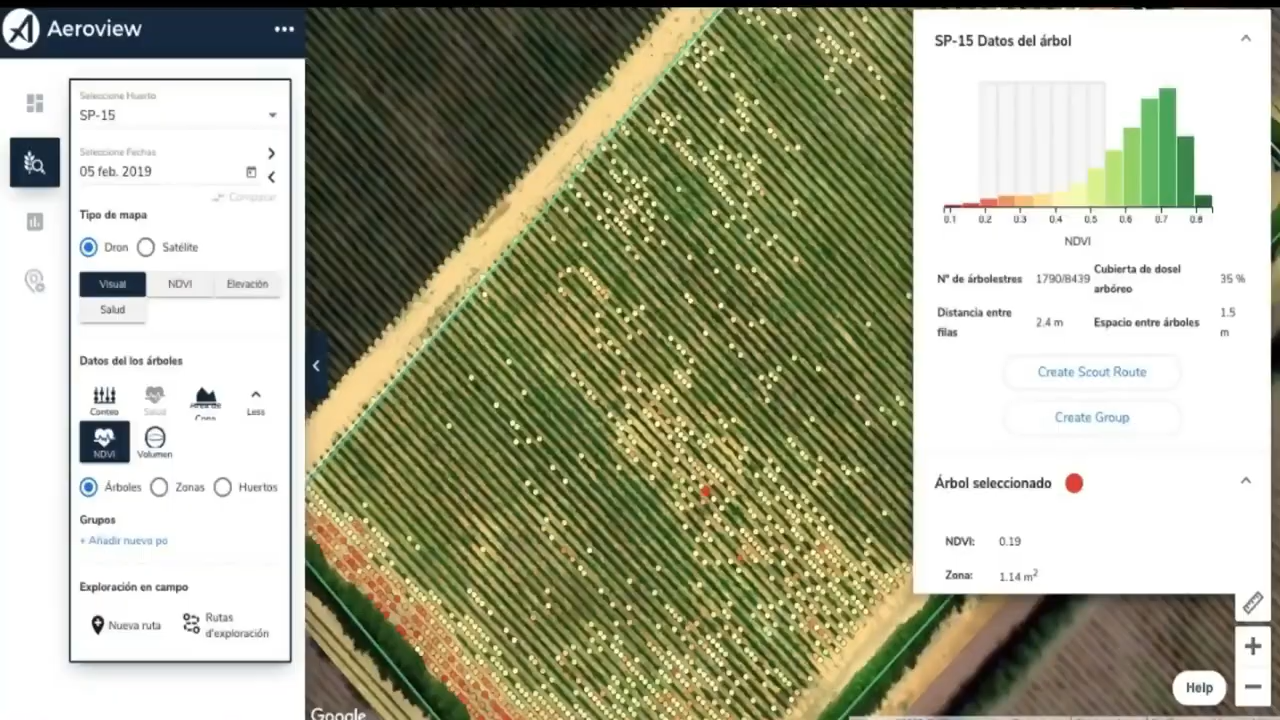 Aeroview
Seleccione Huerto
SP-15
Seleccione Fechas
05 feb. 2019
Comparar
Tipo de mapa
Dron
Satélite
Visual
NDVI
Elevación
Salud
Datos del los árboles
Conteo
Salud
Área de
Copa
Less
NDVI
Volumen
Árboles
Zonas
Huertos
Grupos
+ Añadir nuevo po
Exploración en campo
Nueva ruta
Rutas
d'exploración
Google
SP-15 Datos del árbol
0.1 0.2 0.3 0.4 0.5 0.6 0.7 0.8
NDVI
Nº de árbolestres 1790/8439
Cubierta de dosel
arbóreo
35 %
Distancia entre
filas
2.4 m
Espacio entre árboles
1.5
m
Create Scout Route
Create Group
Árbol seleccionado
NDVI: 0.19
Zona: 1.14 m²
Help